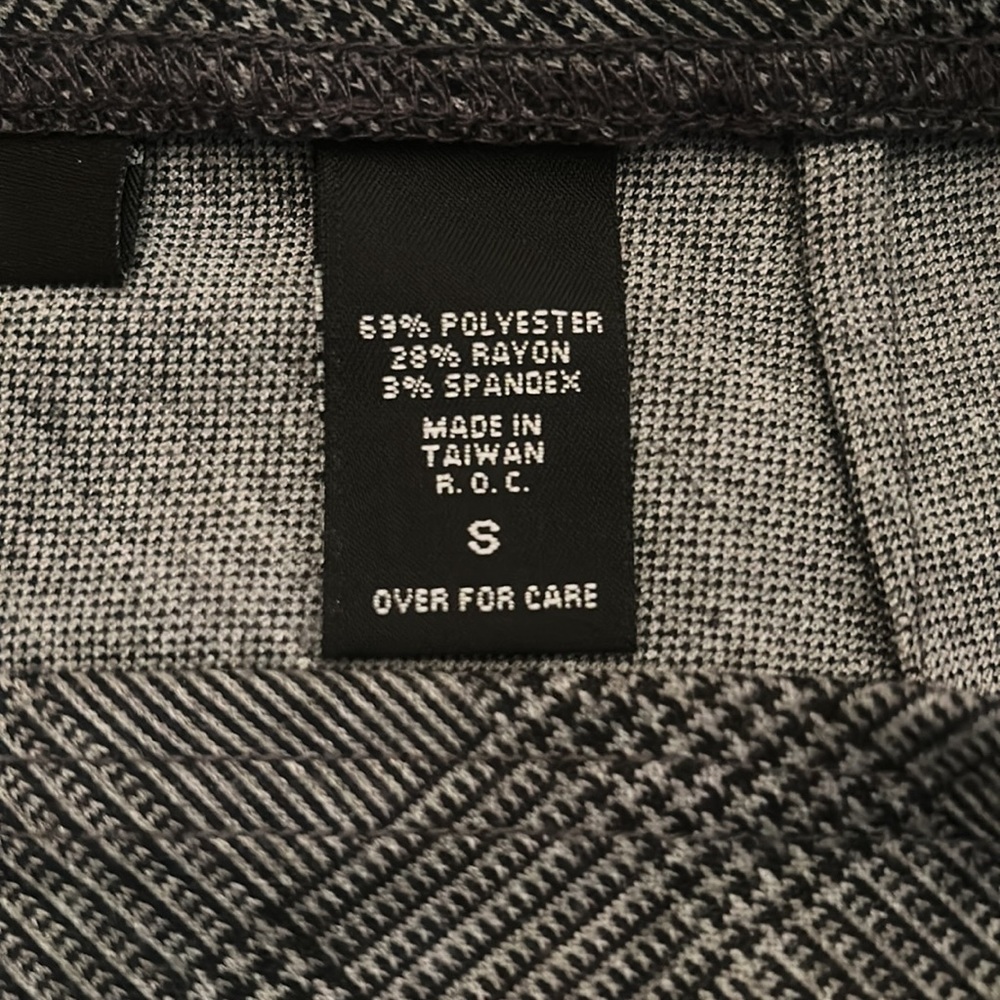 69% POLYESTER
28% RAYON
3% SPANDEX
MADE IN
TAIWAN
R.O.C.
S
OVER FOR CARE